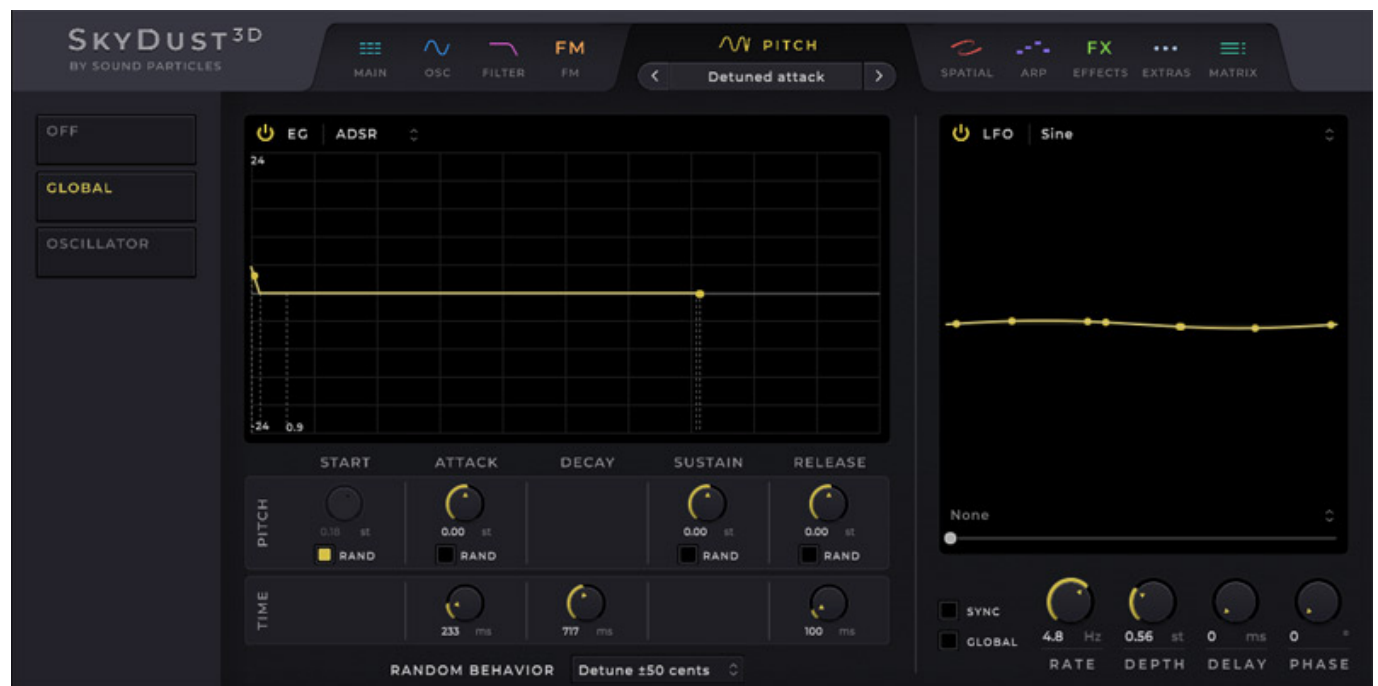 SKYDUST3D
BY SOUND PARTICLES
MAIN
OSC
FILTER
FM
FM
PITCH
Detuned attack
SPATIAL
ARP
FX
EFFECTS
EXTRAS
MATRIX
OFF
GLOBAL
OSCILLATOR
EG ADSR
24
-24 0.9
START ATTACK DECAY SUSTAIN RELEASE
PITCH
0.18 st 0.00 st 0.00 st 0.00 st
RAND RAND RAND RAND
TIME
233 ms 717 ms 100 ms
RANDOM BEHAVIOR Detune ±50 cents
LFO Sine
None
SYNC
GLOBAL
4.8 Hz 0.56 st 0 ms 0 °
RATE DEPTH DELAY PHASE